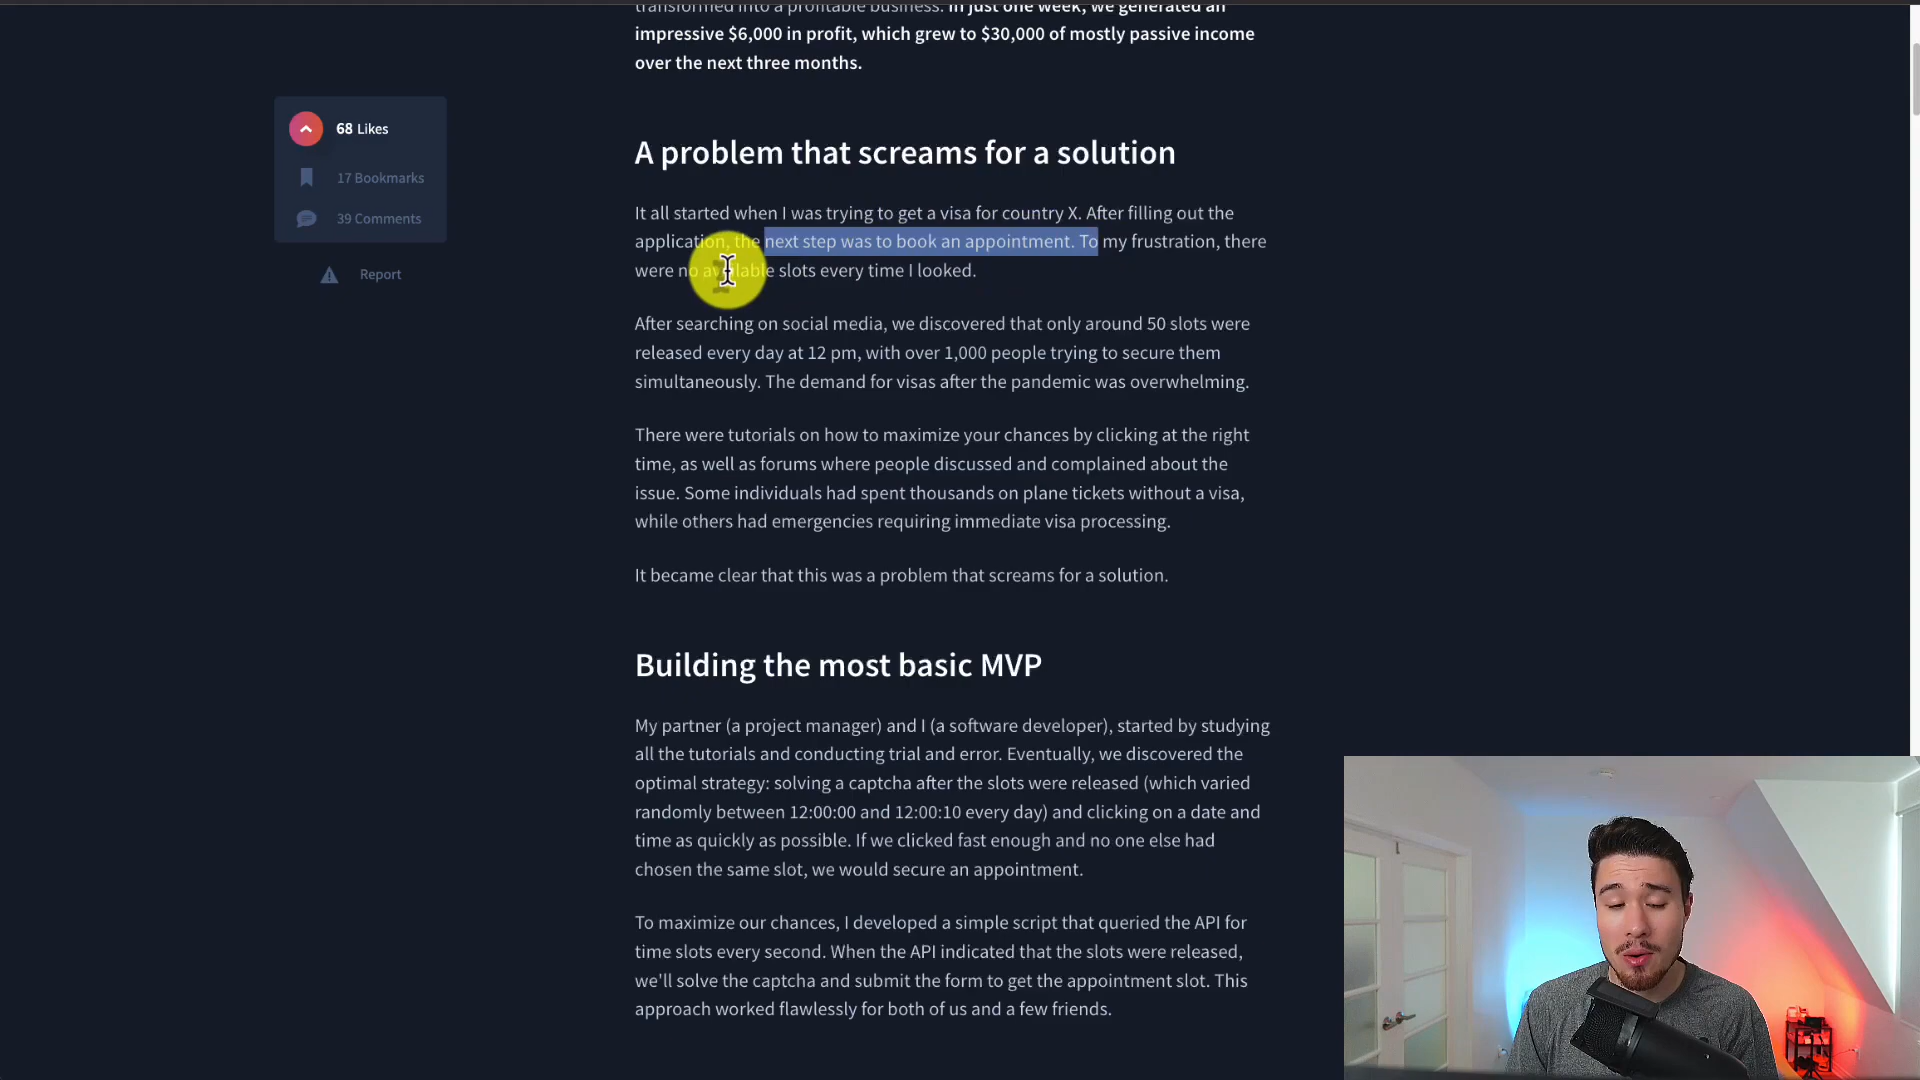 transformed into a profitable business. In just one week, we generated an
impressive $6,000 in profit, which grew to $30,000 of mostly passive income
over the next three months.
68 Likes
17 Bookmarks
39 Comments
Report
A problem that screams for a solution
It all started when I was trying to get a visa for country X. After filling out the
application, the next step was to book an appointment. To my frustration, there
were no available slots every time I looked.
After searching on social media, we discovered that only around 50 slots were
released every day at 12 pm, with over 1,000 people trying to secure them
simultaneously. The demand for visas after the pandemic was overwhelming.
There were tutorials on how to maximize your chances by clicking at the right
time, as well as forums where people discussed and complained about the
issue. Some individuals had spent thousands on plane tickets without a visa,
while others had emergencies requiring immediate visa processing.
It became clear that this was a problem that screams for a solution.
Building the most basic MVP
My partner (a project manager) and I (a software developer), started by studying
all the tutorials and conducting trial and error. Eventually, we discovered the
optimal strategy: solving a captcha after the slots were released (which varied
randomly between 12:00:00 and 12:00:10 every day) and clicking on a date and
time as quickly as possible. If we clicked fast enough and no one else had
chosen the same slot, we would secure an appointment.
To maximize our chances, I developed a simple script that queried the API for
time slots every second. When the API indicated that the slots were released,
we'll solve the captcha and submit the form to get the appointment slot. This
approach worked flawlessly for both of us and a few friends.